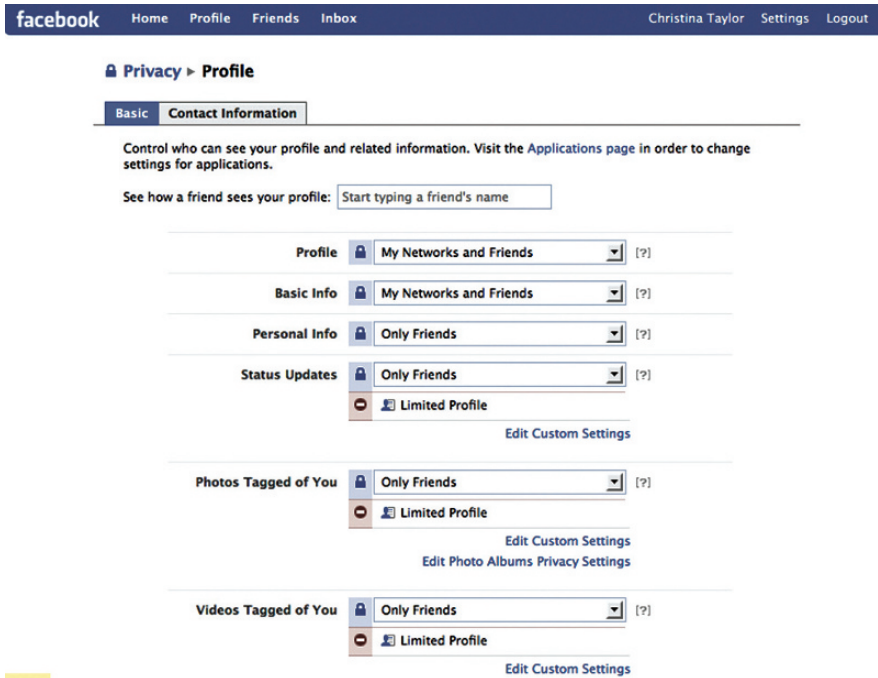 facebook Home Profile Friends Inbox Christina Taylor Settings Logout
Privacy ▸ Profile
Basic Contact Information
Control who can see your profile and related information. Visit the Applications page in order to change
settings for applications.
See how a friend sees your profile: Start typing a friend's name
Profile My Networks and Friends [?]
Basic Info My Networks and Friends [?]
Personal Info Only Friends [?]
Status Updates Only Friends [?]
Limited Profile
Edit Custom Settings
Photos Tagged of You Only Friends [?]
Limited Profile
Edit Custom Settings
Edit Photo Albums Privacy Settings
Videos Tagged of You Only Friends [?]
Limited Profile
Edit Custom Settings